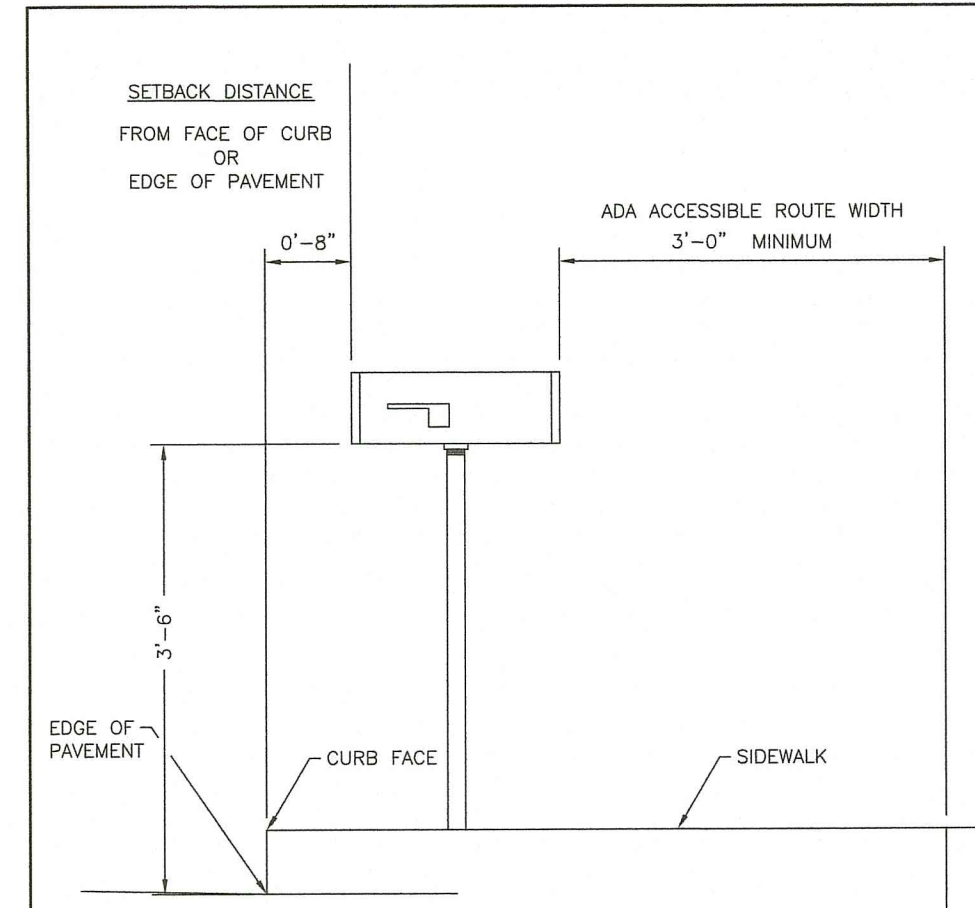 SETBACK DISTANCE
FROM FACE OF CURB
OR
EDGE OF PAVEMENT
0'-8"
ADA ACCESSIBLE ROUTE WIDTH
3'-0" MINIMUM
3'-6"
EDGE OF
PAVEMENT
CURB FACE
SIDEWALK